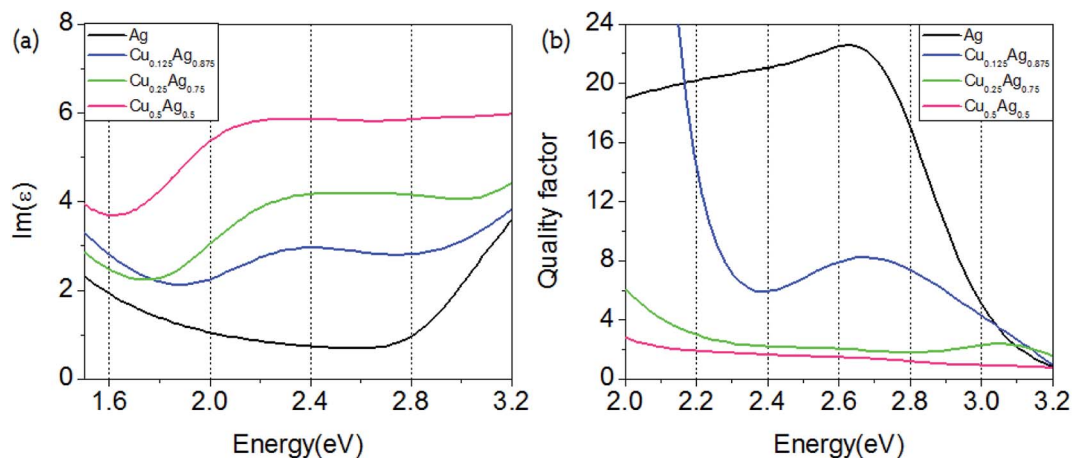 (a)
Ag
Cu0.125Ag0.875
Cu0.25Ag0.75
Cu0.5Ag0.5
Im(ε)
8
6
4
2
0
1.6 2.0 2.4 2.8 3.2
Energy(eV)
(b)
Ag
Cu0.125Ag0.875
Cu0.25Ag0.75
Cu0.5Ag0.5
Quality factor
24
20
16
12
8
4
0
2.0 2.2 2.4 2.6 2.8 3.0 3.2
Energy(eV)